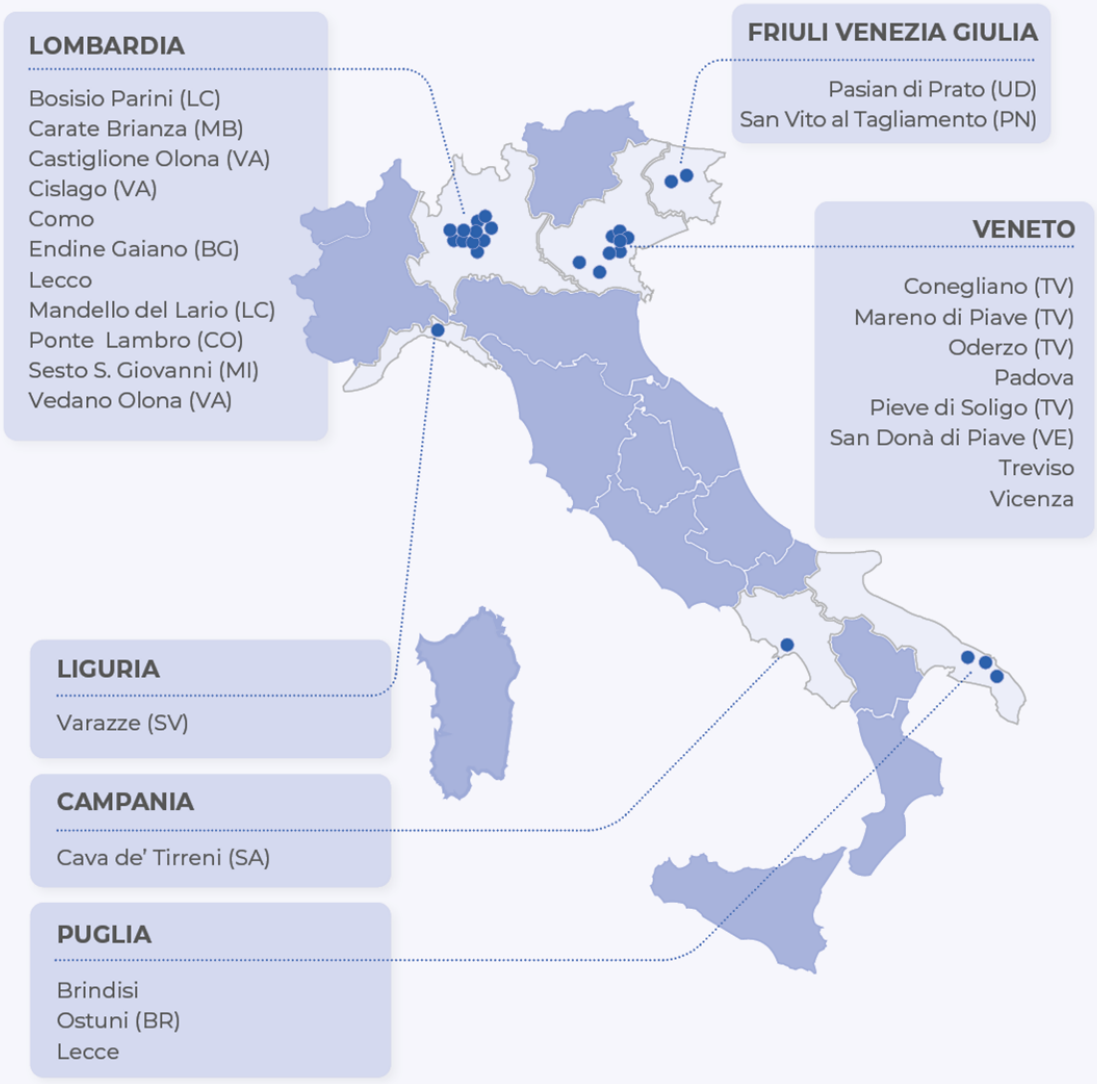 LOMBARDIA
Bosisio Parini (LC)
Carate Brianza (MB)
Castiglione Olona (VA)
Cislago (VA)
Como
Endine Gaiano (BG)
Lecco
Mandello del Lario (LC)
Ponte Lambro (CO)
Sesto S. Giovanni (MI)
Vedano Olona (VA)
FRIULI VENEZIA GIULIA
Pasian di Prato (UD)
San Vito al Tagliamento (PN)
VENETO
Conegliano (TV)
Mareno di Piave (TV)
Oderzo (TV)
Padova
Pieve di Soligo (TV)
San Donà di Piave (VE)
Treviso
Vicenza
LIGURIA
Varazze (SV)
CAMPANIA
Cava de’ Tirreni (SA)
PUGLIA
Brindisi
Ostuni (BR)
Lecce